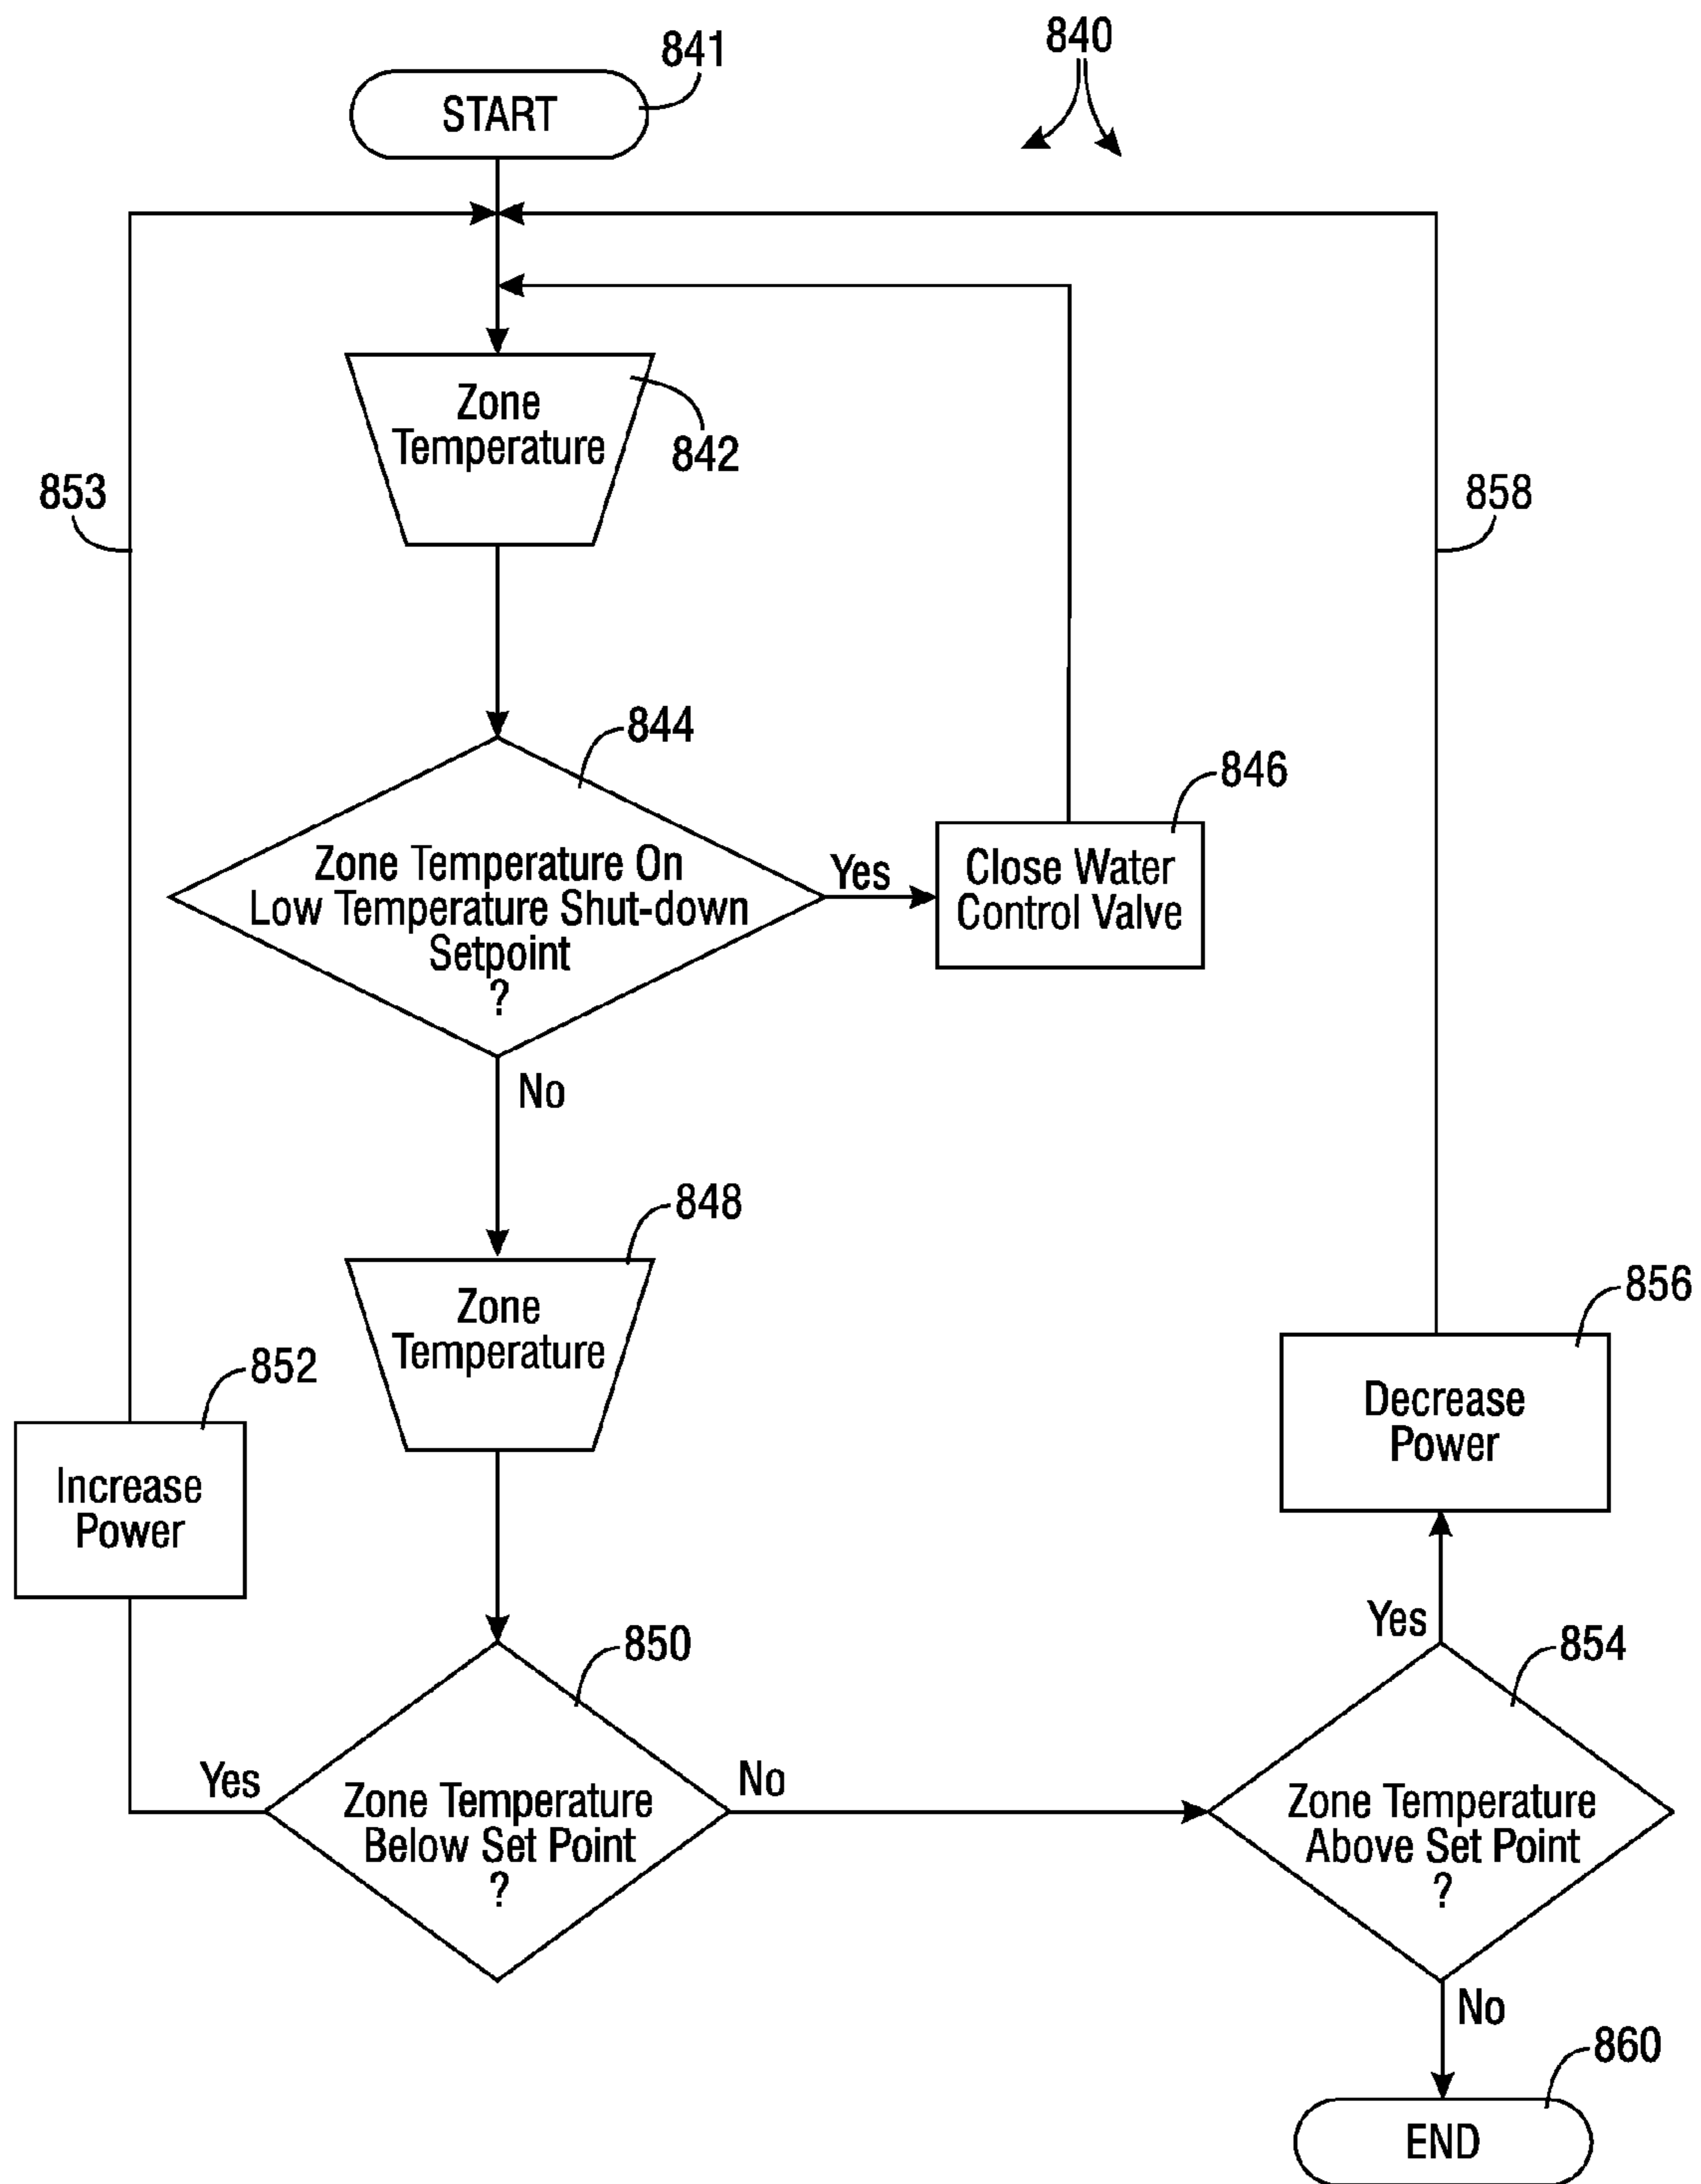 841
840
START
Zone
Temperature
842
853
858
844
846
Zone Temperature On
Low Temperature Shut-down
Setpoint
?
Yes
Close Water
Control Valve
No
848
Zone
Temperature
856
852
Decrease
Power
Increase
Power
850
Yes
854
Yes
No
Zone Temperature
Below Set Point
?
Zone Temperature
Above Set Point
?
No
860
END